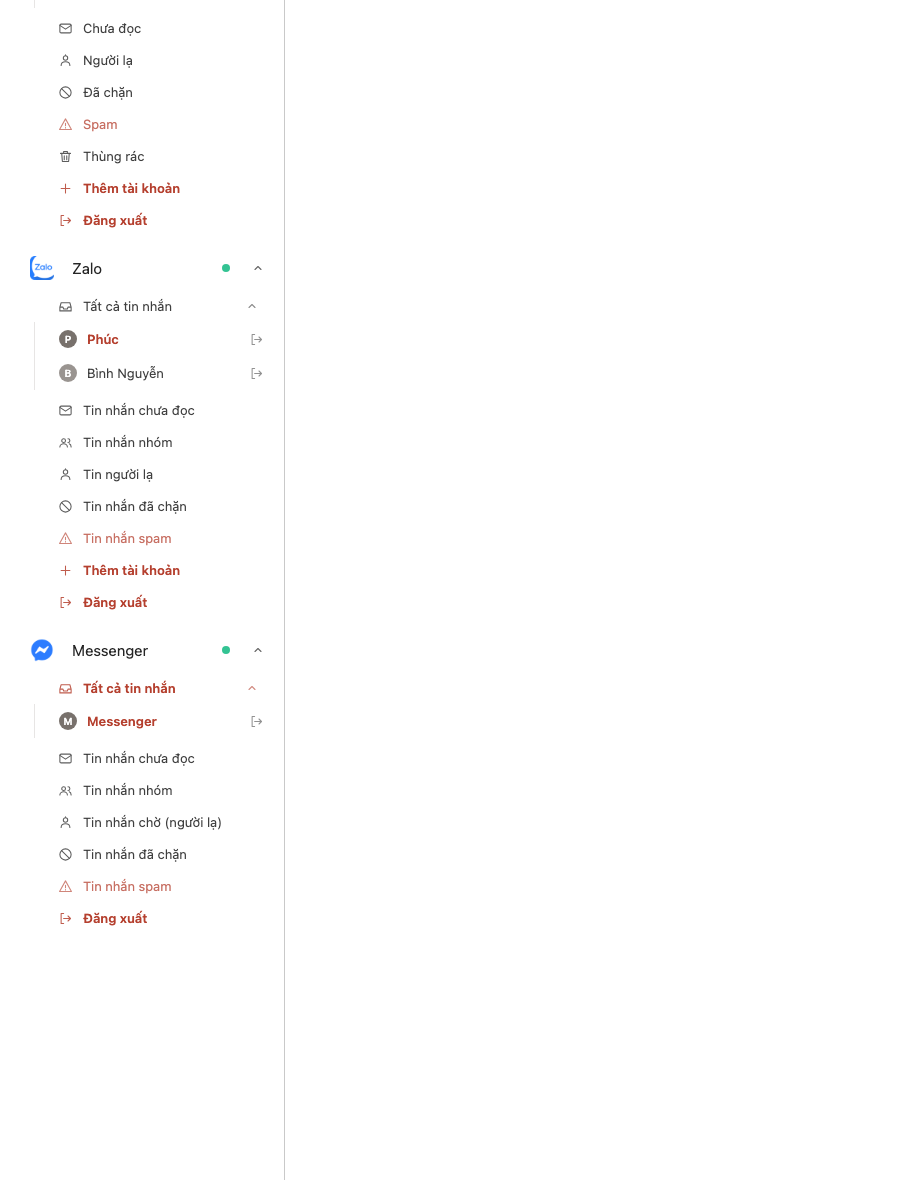 Chưa đọc
Người lạ
Đã chặn
Spam
Thùng rác
Thêm tài khoản
Đăng xuất
Zalo Zalo
Tất cả tin nhắn
P Phúc
B Bình Nguyễn
Tin nhắn chưa đọc
Tin nhắn nhóm
Tin người lạ
Tin nhắn đã chặn
Tin nhắn spam
Thêm tài khoản
Đăng xuất
Messenger
Tất cả tin nhắn
M Messenger
Tin nhắn chưa đọc
Tin nhắn nhóm
Tin nhắn chờ (người lạ)
Tin nhắn đã chặn
Tin nhắn spam
Đăng xuất